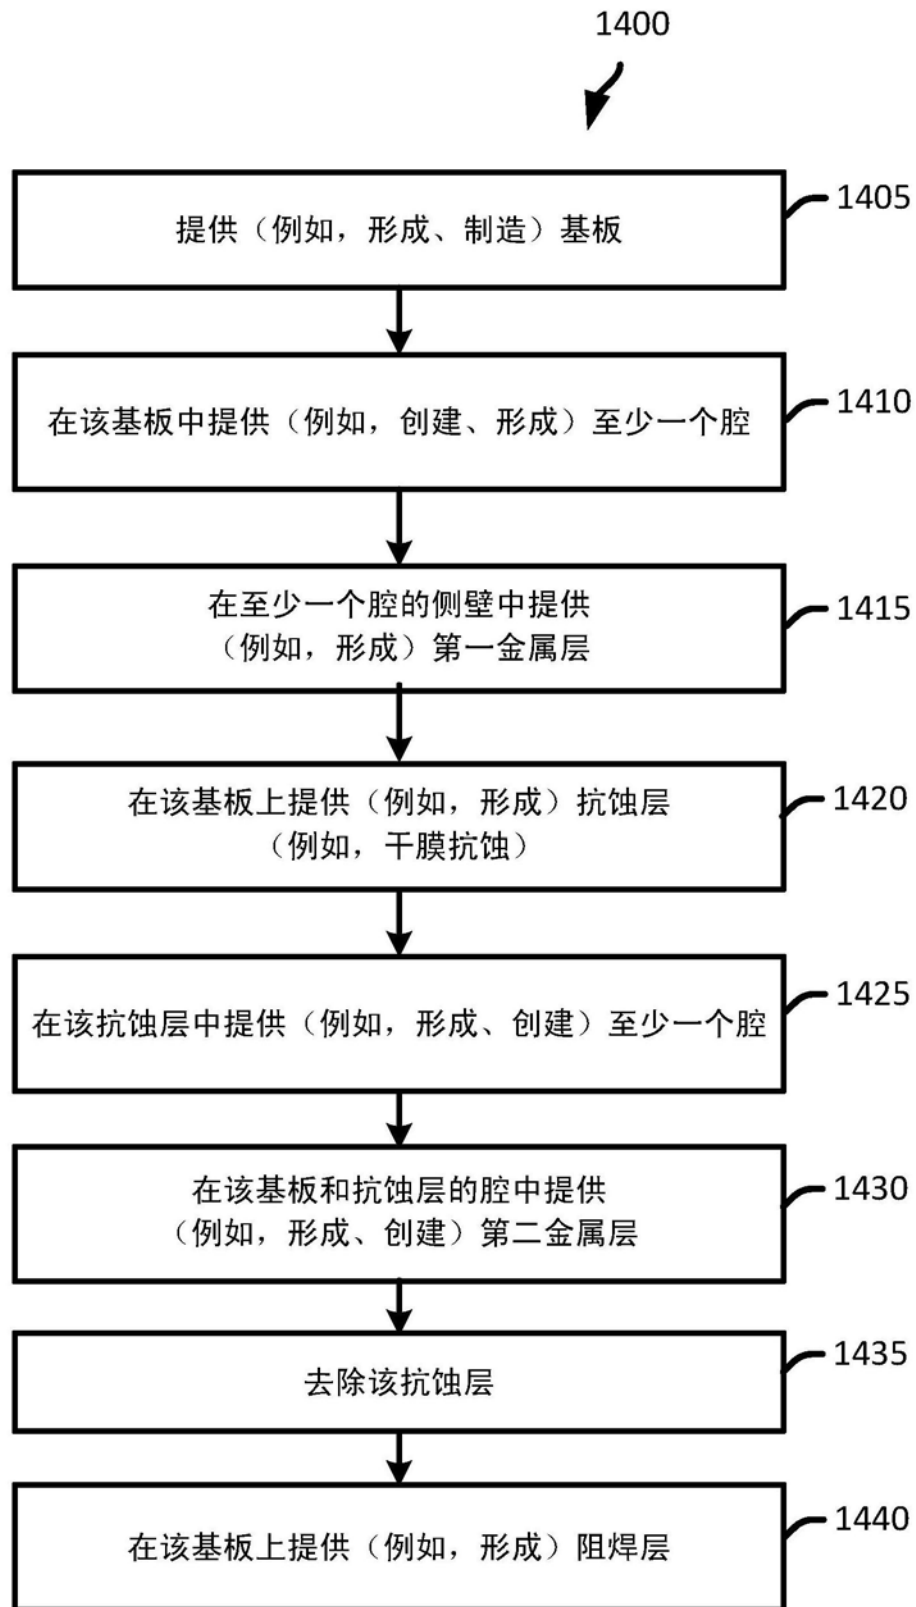 1400
提供（例如，形成、制造）基板
1405
在该基板中提供（例如，创建、形成）至少一个腔
1410
在至少一个腔的侧壁中提供
（例如，形成）第一金属层
1415
在该基板上提供（例如，形成）抗蚀层
（例如，干膜抗蚀）
1420
在该抗蚀层中提供（例如，形成、创建）至少一个腔
1425
在该基板和抗蚀层的腔中提供
（例如，形成、创建）第二金属层
1430
去除该抗蚀层
1435
在该基板上提供（例如，形成）阻焊层
1440